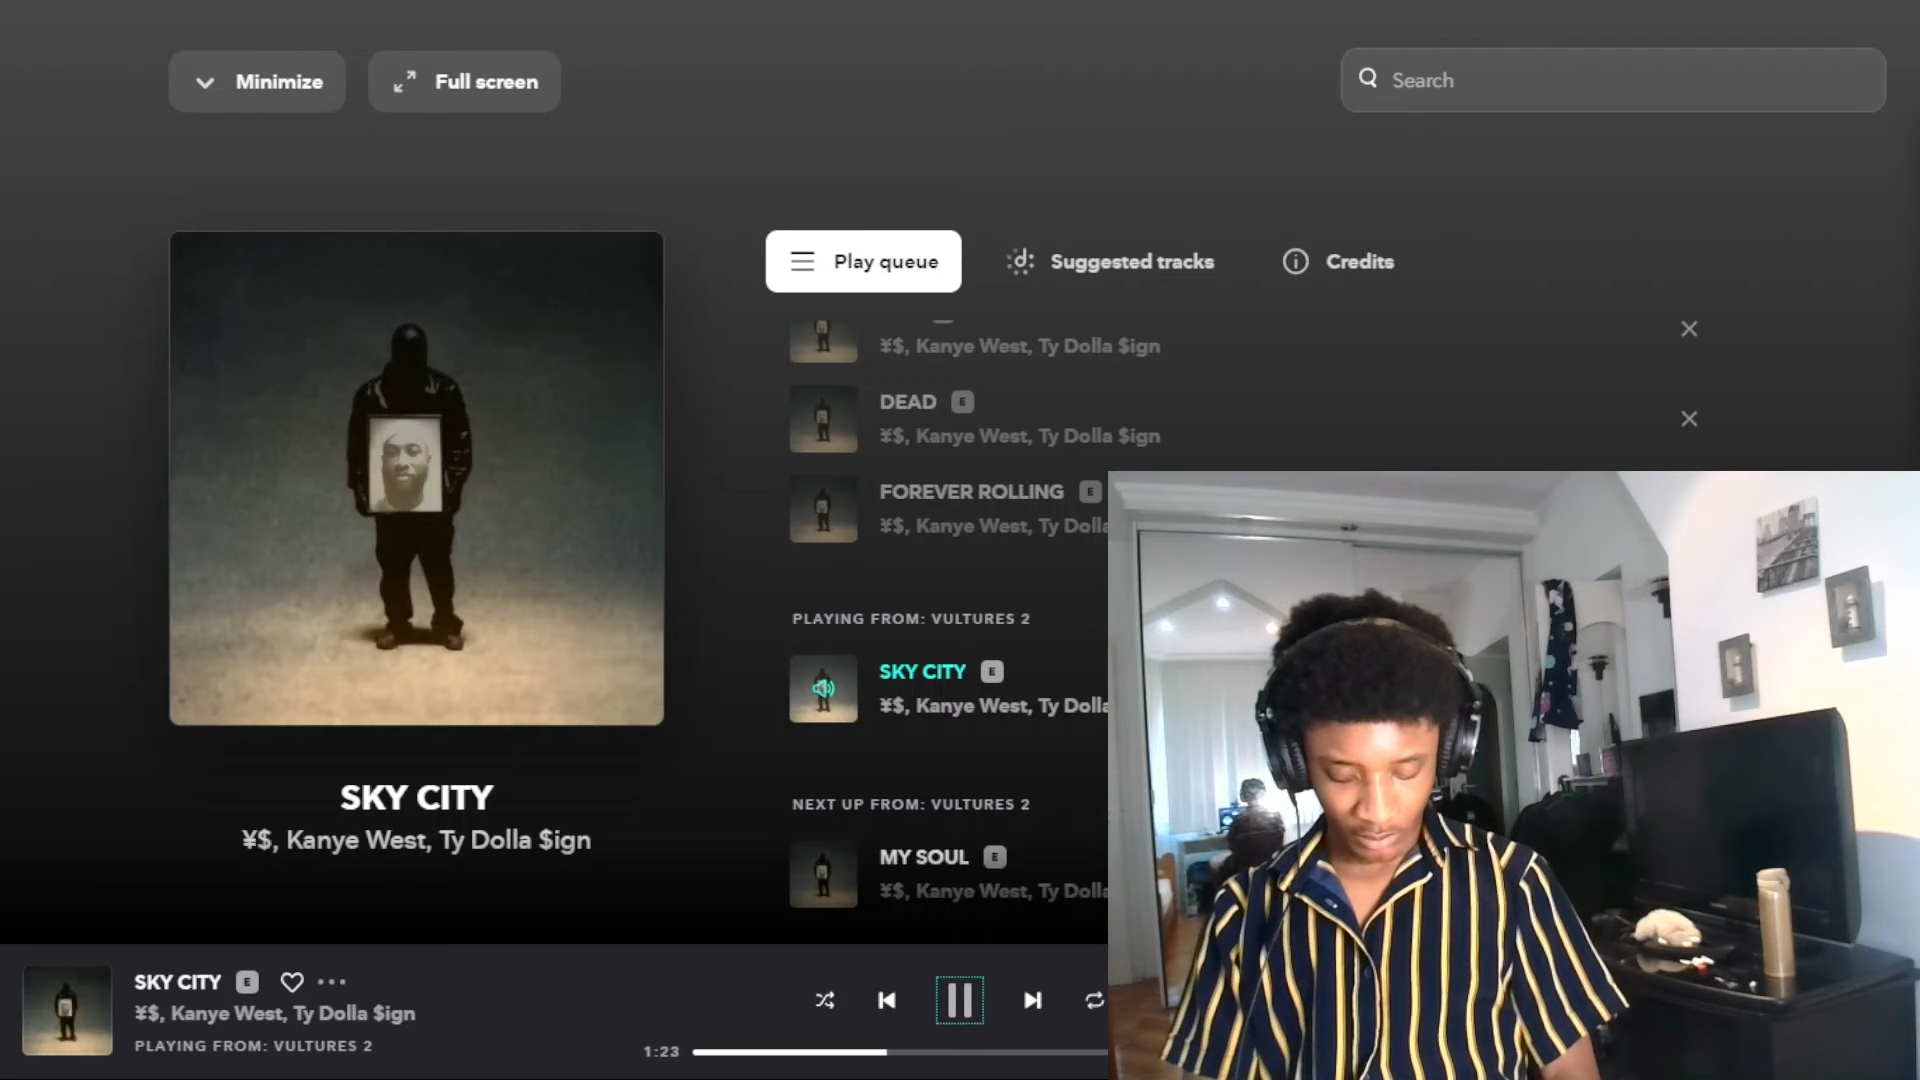 Minimize
Full screen
Search
Play queue
Suggested tracks
Credits
¥$, Kanye West, Ty Dolla $ign
DEAD E
¥$, Kanye West, Ty Dolla $ign
FOREVER ROLLING E
¥$, Kanye West, Ty Dolla
PLAYING FROM: VULTURES 2
SKY CITY E
¥$, Kanye West, Ty Dolla
NEXT UP FROM: VULTURES 2
MY SOUL E
¥$, Kanye West, Ty Dolla
SKY CITY
¥$, Kanye West, Ty Dolla $ign
SKY CITY E
¥$, Kanye West, Ty Dolla $ign
PLAYING FROM: VULTURES 2
1:23